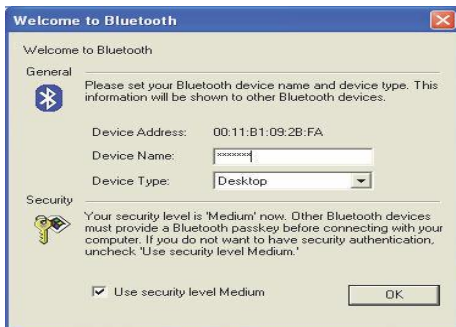 Welcome to Bluetooth
Welcome to Bluetooth
General
Please set your Bluetooth device name and device type. This
information will be shown to other Bluetooth devices.
Device Address: 00:11:B1:09:2B:FA
Device Name: xxxxxxx
Device Type: Desktop
Security
Your security level is 'Medium' now. Other Bluetooth devices
must provide a Bluetooth passkey before connecting with your
computer. If you do not want to have security authentication,
uncheck 'Use security level Medium.'
Use security level Medium
OK